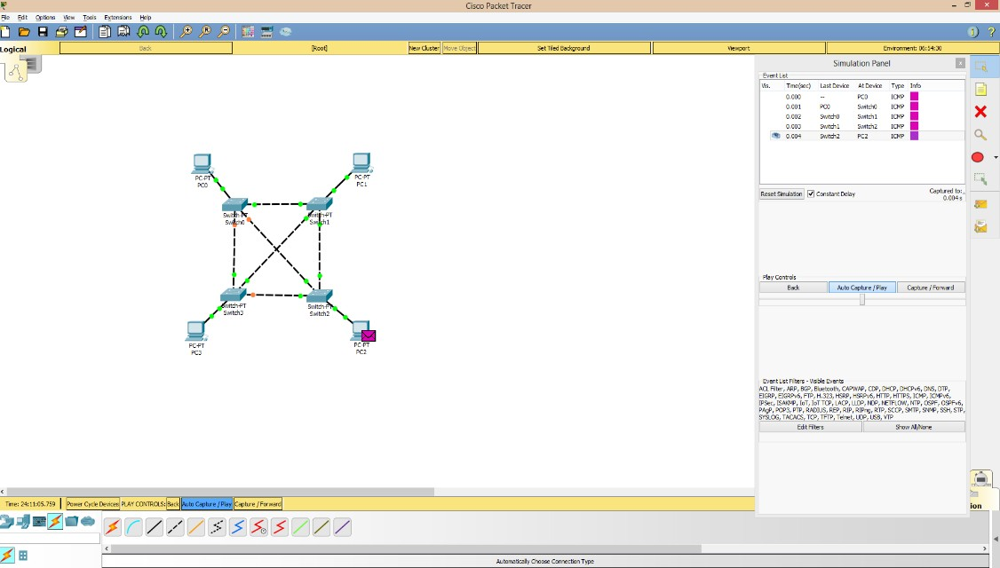 Cisco Packet Tracer
File Edit Options View Tools Extensions Help
Logical Back [Root] New Cluster Move Object Set Tiled Background Viewport Environment: 06:54:30
Simulation Panel
Event List
Vis. Time(sec) Last Device At Device Type Info
0.000 -- PC0 ICMP
0.001 PC0 Switch0 ICMP
0.002 Switch0 Switch1 ICMP
0.003 Switch1 Switch2 ICMP
0.004 Switch2 PC2 ICMP
Reset Simulation Constant Delay Captured to:
0.004 s
PC-PT
PC0
PC-PT
PC1
Switch-PT
Switch0
Switch-PT
Switch1
Switch-PT
Switch3
Switch-PT
Switch2
PC-PT
PC3
PC-PT
PC2
Play Controls
Back Auto Capture / Play Capture / Forward
Event List Filters - Visible Events
ACL Filter, ARP, BGP, Bluetooth, CAPWAP, CDP, DHCP, DHCPv6, DNS, DTP,
EIGRP, EIGRPv6, FTP, H.323, HSRP, HSRPv6, HTTP, HTTPS, ICMP, ICMPv6,
IPSec, ISAKMP, IoT, IoT TCP, LACP, LLDP, NDP, NETFLOW, NTP, OSPF, OSPFv6,
PAgP, POP3, PTP, RADIUS, REP, RIP, RIPng, RTP, SCCP, SMTP, SNMP, SSH, STP,
SYSLOG, TACACS, TCP, TFTP, Telnet, UDP, USB, VTP
Edit Filters Show All/None
Time: 24:11:05.759 Power Cycle Devices PLAY CONTROLS: Back Auto Capture / Play Capture / Forward
ion
Automatically Choose Connection Type